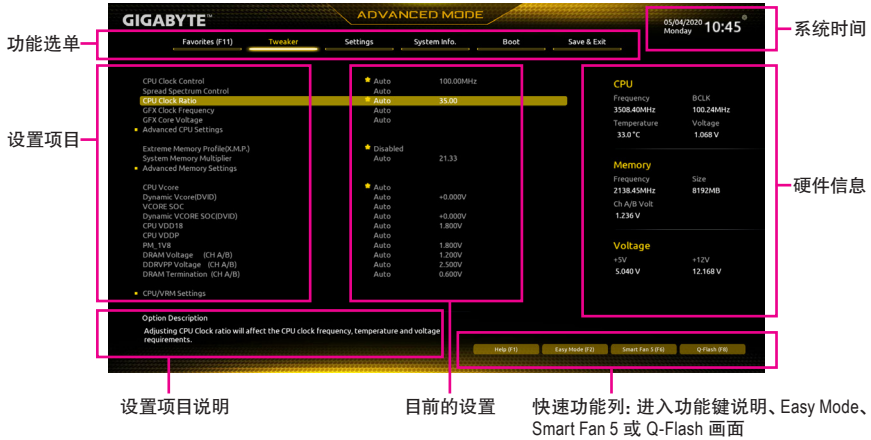 GIGABYTE™
ADVANCED MODE
05/04/2020
Monday
10:45
系统时间
功能选单
Favorites (F11) Tweaker Settings System Info. Boot Save & Exit
设置项目
CPU Clock Control Auto 100.00MHz
Spread Spectrum Control Auto
CPU Clock Ratio Auto 35.00
GFX Clock Frequency Auto
GFX Core Voltage Auto
Advanced CPU Settings
Extreme Memory Profile(X.M.P.) Disabled
System Memory Multiplier Auto 21.33
Advanced Memory Settings
CPU Vcore Auto
Dynamic Vcore(DVID) Auto +0.000V
VCORE SOC Auto
Dynamic VCORE SOC(DVID) Auto +0.000V
CPU VDD18 Auto 1.800V
CPU VDDP Auto
PM_1V8 Auto 1.800V
DRAM Voltage (CH A/B) Auto 1.200V
DDRVPP Voltage (CH A/B) Auto 2.500V
DRAM Termination (CH A/B) Auto 0.600V
CPU/VRM Settings
CPU
Frequency BCLK
3508.40MHz 100.24MHz
Temperature Voltage
33.0 °C 1.068 V
Memory
Frequency Size
2138.45MHz 8192MB
Ch A/B Volt
1.236 V
Voltage
+5V +12V
5.040 V 12.168 V
硬件信息
Option Description
Adjusting CPU Clock ratio will affect the CPU clock frequency, temperature and voltage
requirements.
Help (F1) Easy Mode (F2) Smart Fan 5 (F6) Q-Flash (F8)
设置项目说明
目前的设置
快速功能列: 进入功能键说明、Easy Mode、
Smart Fan 5 或 Q-Flash 画面